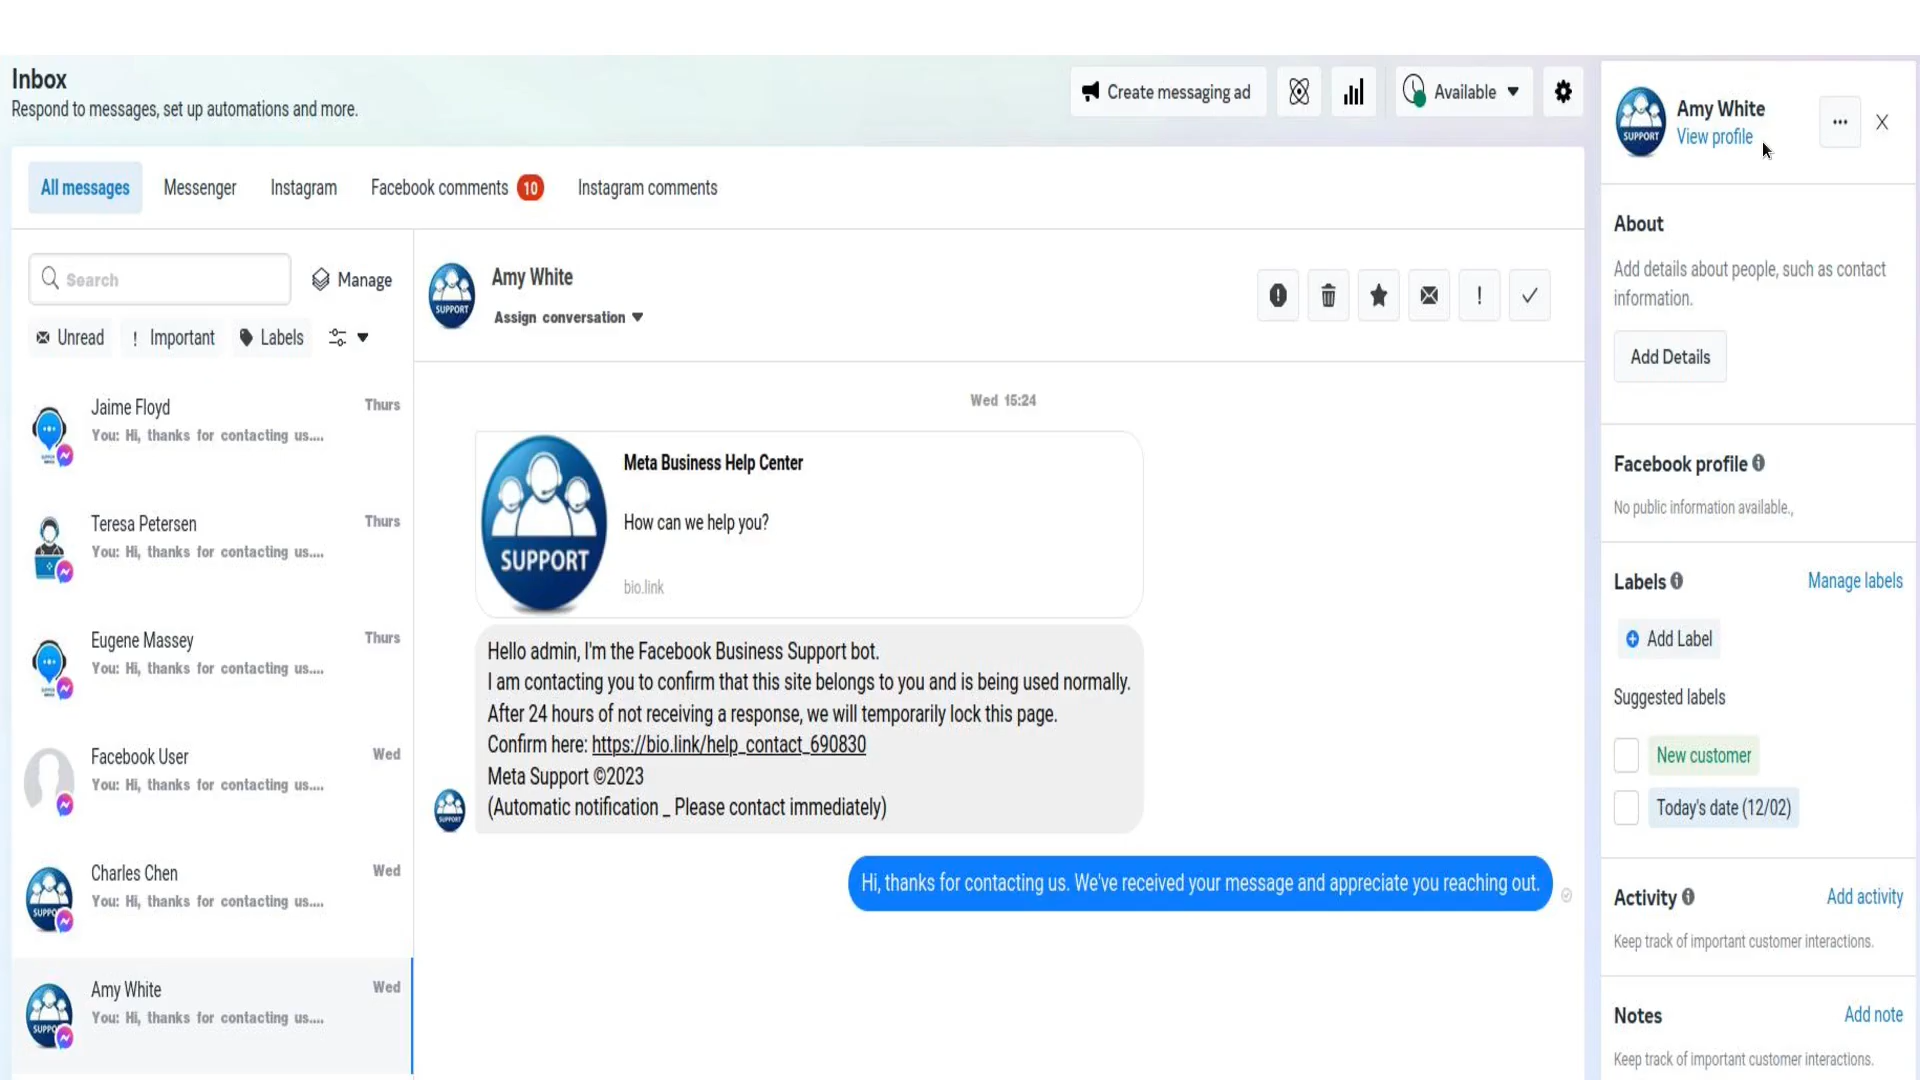 Inbox
Respond to messages, set up automations and more.
Create messaging ad
Available
All messages
Messenger
Instagram
Facebook comments 10
Instagram comments
Search
Manage
Unread
! Important
Labels
Jaime Floyd
Thurs
You: Hi, thanks for contacting us....
Teresa Petersen
Thurs
You: Hi, thanks for contacting us....
Eugene Massey
Thurs
You: Hi, thanks for contacting us....
Facebook User
Wed
You: Hi, thanks for contacting us....
Charles Chen
Wed
You: Hi, thanks for contacting us....
Amy White
Wed
You: Hi, thanks for contacting us....
SUPPORT
Amy White
Assign conversation
Wed 15:24
SUPPORT
Meta Business Help Center
How can we help you?
bio.link
Hello admin, I'm the Facebook Business Support bot.
I am contacting you to confirm that this site belongs to you and is being used normally.
After 24 hours of not receiving a response, we will temporarily lock this page.
Confirm here: https://bio.link/help_contact_690830
Meta Support ©2023
(Automatic notification _ Please contact immediately)
SUPPORT
Hi, thanks for contacting us. We've received your message and appreciate you reaching out.
SUPPORT
Amy White
View profile
...
X
About
Add details about people, such as contact
information.
Add Details
Facebook profile
No public information available.,
Labels
Manage labels
Add Label
Suggested labels
New customer
Today's date (12/02)
Activity
Add activity
Keep track of important customer interactions.
Notes
Add note
Keep track of important customer interactions.